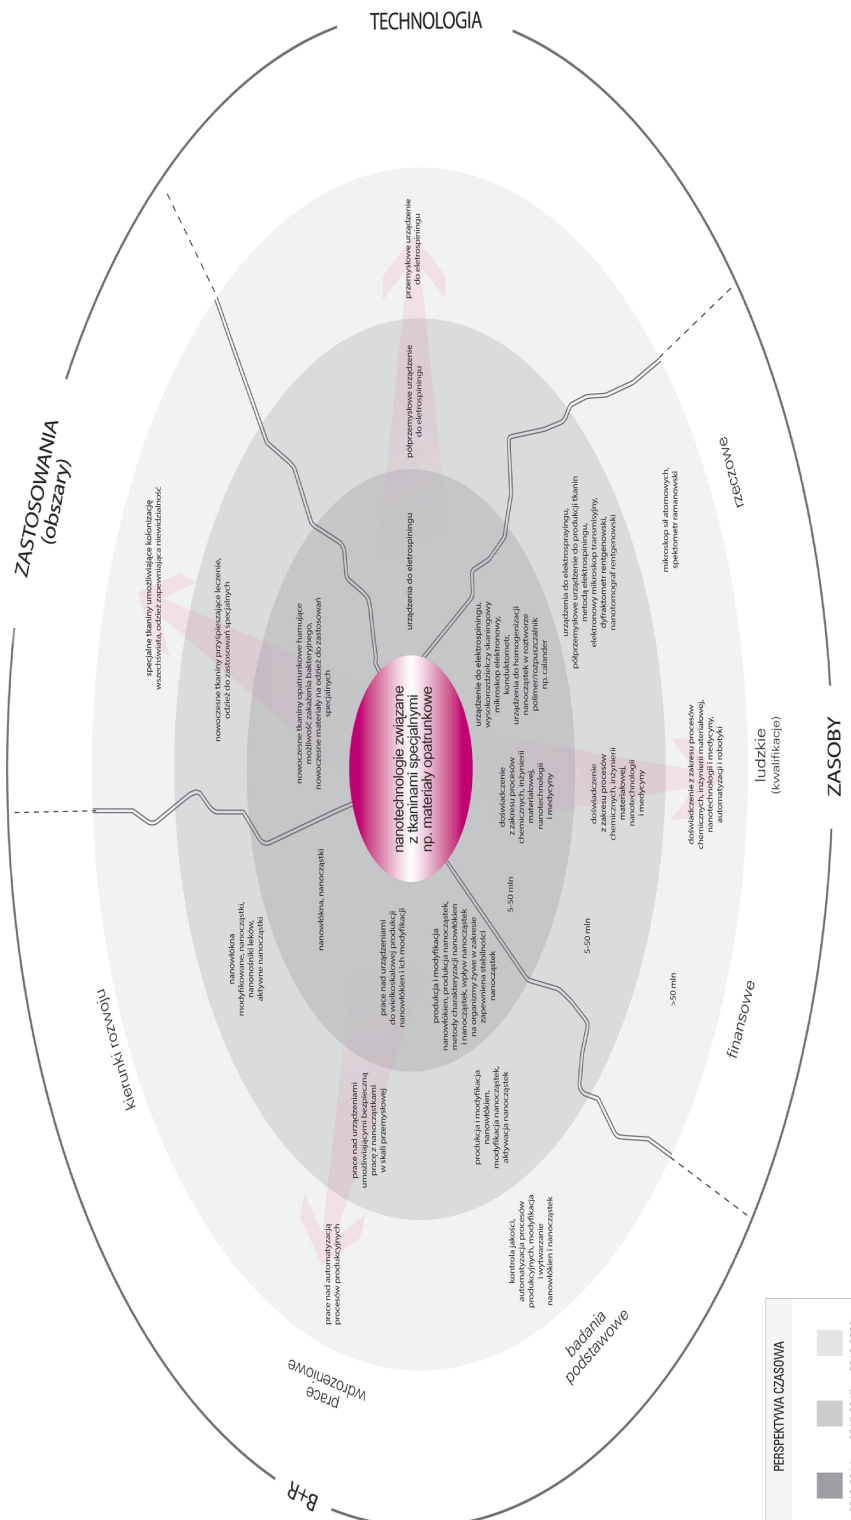 TECHNOLOGIA
przemysłowe urządzenie
do eletrospiningu
półprzemysłowe urządzenie
do eletrospiningu
urządzenia do eletrospiningu
ZASTOSOWANIA
(obszary)
specjalne tkaniny umożliwiające kolonizację
wszechświata, odzież zapewniająca niewidzialność
nowoczesne tkaniny przyśpieszające leczenie,
odzież do zastosowań specjalnych
nowoczesne tkaniny opatrunkowe hamujące
możliwość zakażenia bakteryjnego,
nowoczesne materiały na odzież do zastosowań
specjalnych
nanotechnologie związane
z tkaninami specjalnymi
np. materiały opatrunkowe
ZASOBY
rzeczowe
urządzenie do elektrospiningu,
wysokorozdzielczy skaningowy
mikroskop elektronowy,
konduktometr,
urządzenia do homogenizacji
nanocząstek w roztworze
polimer/rozpuszczalnik
np. calander
urządzenia do elektrosprayingu,
półprzemysłowe urządzenie do produkcji tkanin
metodą elektrospiningu,
elektronowy mikroskop transmisyjny,
dyfraktometr rentgenowski,
nanotomograf rentgenowski
mikroskop sił atomowych,
spektometr ramanowski
ludzkie
(kwalifikacje)
doświadczenie
z zakresu procesów
chemicznych, inżynierii
materiałowej,
nanotechnologii
i medycyny
doświadczenie
z zakresu procesów
chemicznych, inżynierii
materiałowej,
nanotechnologii
i medycyny
doświadczenie z zakresu procesów
chemicznych, inżynierii materiałowej,
nanotechnologii i medycyny,
automatyzacji i robotyki
finansowe
5-50 mln
5-50 mln
>50 mln
kierunki rozwoju
nanowłókna, nanocząstki
nanowłókna
modyfikowane, nanocząstki,
nanonośniki leków,
aktywne nanocząstki
prace nad urządzeniami
do wielkoskalowej produkcji
nanowłókien i ich modyfikacji
prace nad urządzeniami
umożliwiającymi bezpieczną
pracę z nanocząstkami
w skali przemysłowej
prace nad automatyzacją
procesów produkcyjnych
prace
wdrożeniowe
produkcja i modyfikacja
nanowłókien, produkcja nanocząstek,
metody charakteryzacji nanowłókien
i nanocząstek, wpływ nanocząstek
na organizmy żywe w zakresie
zapewniena stabilności
nanocząstek
produkcja i modyfikacja
nanowłókien,
modyfikacja nanocząstek,
aktywacja nanocząstek
kontrola jakości,
automatyzacja procesów
produkcyjnych, modyfikacja
i wytwarzanie
nanowłókien i nanocząstek
badania
podstawowe
B+R
PERSPEKTYWA CZASOWA